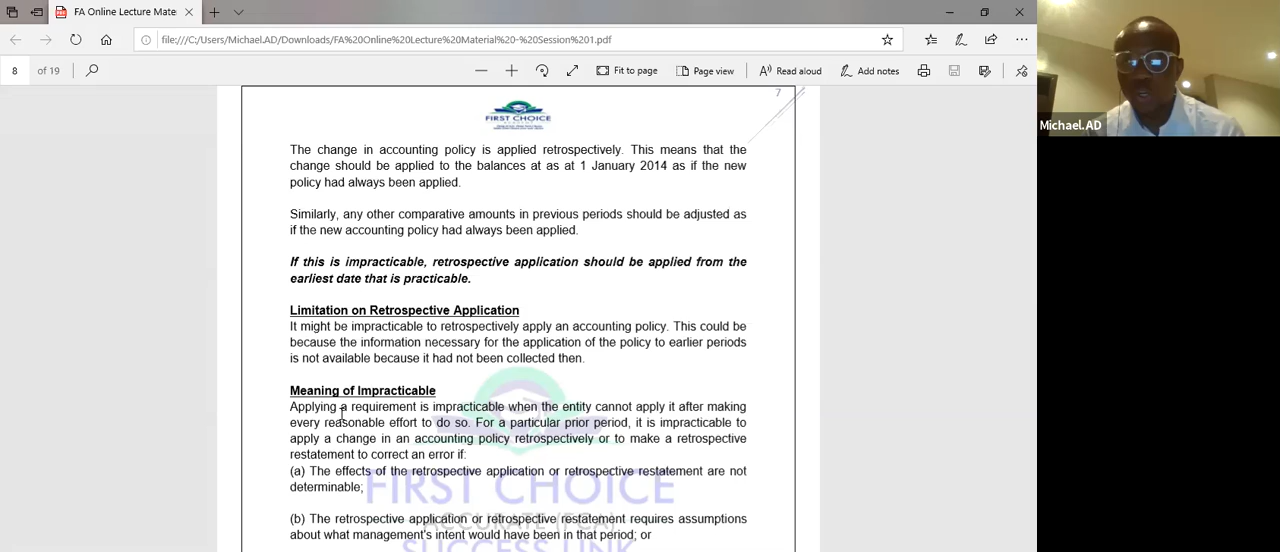 FA Online Lecture Mate
file:///C:/Users/Michael.AD/Downloads/FA%20Online%20Lecture%20Material%20-%20Session%201.pdf
8 of 19
Fit to page
Page view
Read aloud
Add notes
Michael.AD
7
FIRST CHOICE
The change in accounting policy is applied retrospectively. This means that the
change should be applied to the balances at as at 1 January 2014 as if the new
policy had always been applied.
Similarly, any other comparative amounts in previous periods should be adjusted as
if the new accounting policy had always been applied.
If this is impracticable, retrospective application should be applied from the
earliest date that is practicable.
Limitation on Retrospective Application
It might be impracticable to retrospectively apply an accounting policy. This could be
because the information necessary for the application of the policy to earlier periods
is not available because it had not been collected then.
Meaning of Impracticable
Applying a requirement is impracticable when the entity cannot apply it after making
every reasonable effort to do so. For a particular prior period, it is impracticable to
apply a change in an accounting policy retrospectively or to make a retrospective
restatement to correct an error if:
(a) The effects of the retrospective application or retrospective restatement are not
determinable;
FIRST CHOICE
(b) The retrospective application or retrospective restatement requires assumptions
ACCURATE (FCA)
about what management's intent would have been in that period; or
SUCCESS LINK